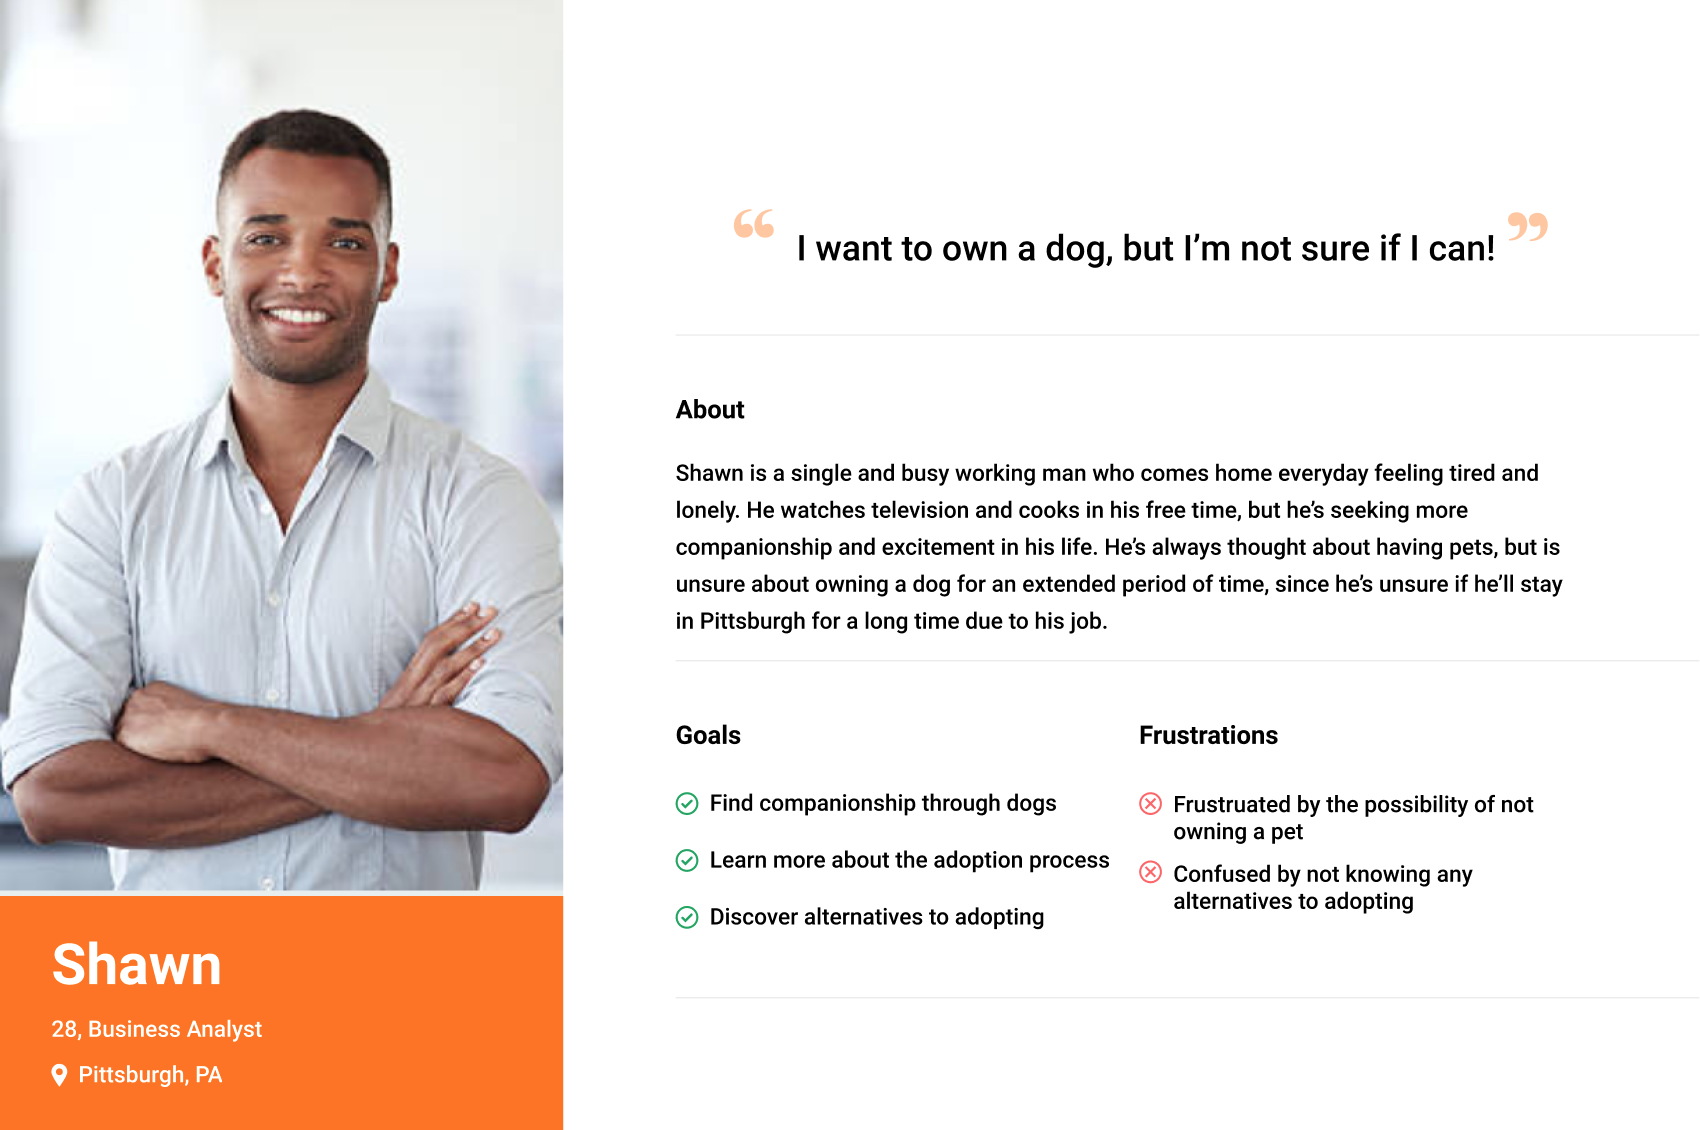 “ I want to own a dog, but I’m not sure if I can! ”
About
Shawn is a single and busy working man who comes home everyday feeling tired and
lonely. He watches television and cooks in his free time, but he’s seeking more
companionship and excitement in his life. He’s always thought about having pets, but is
unsure about owning a dog for an extended period of time, since he’s unsure if he’ll stay
in Pittsburgh for a long time due to his job.
Goals
Find companionship through dogs
Learn more about the adoption process
Discover alternatives to adopting
Frustrations
Frustruated by the possibility of not
owning a pet
Confused by not knowing any
alternatives to adopting
Shawn
28, Business Analyst
Pittsburgh, PA